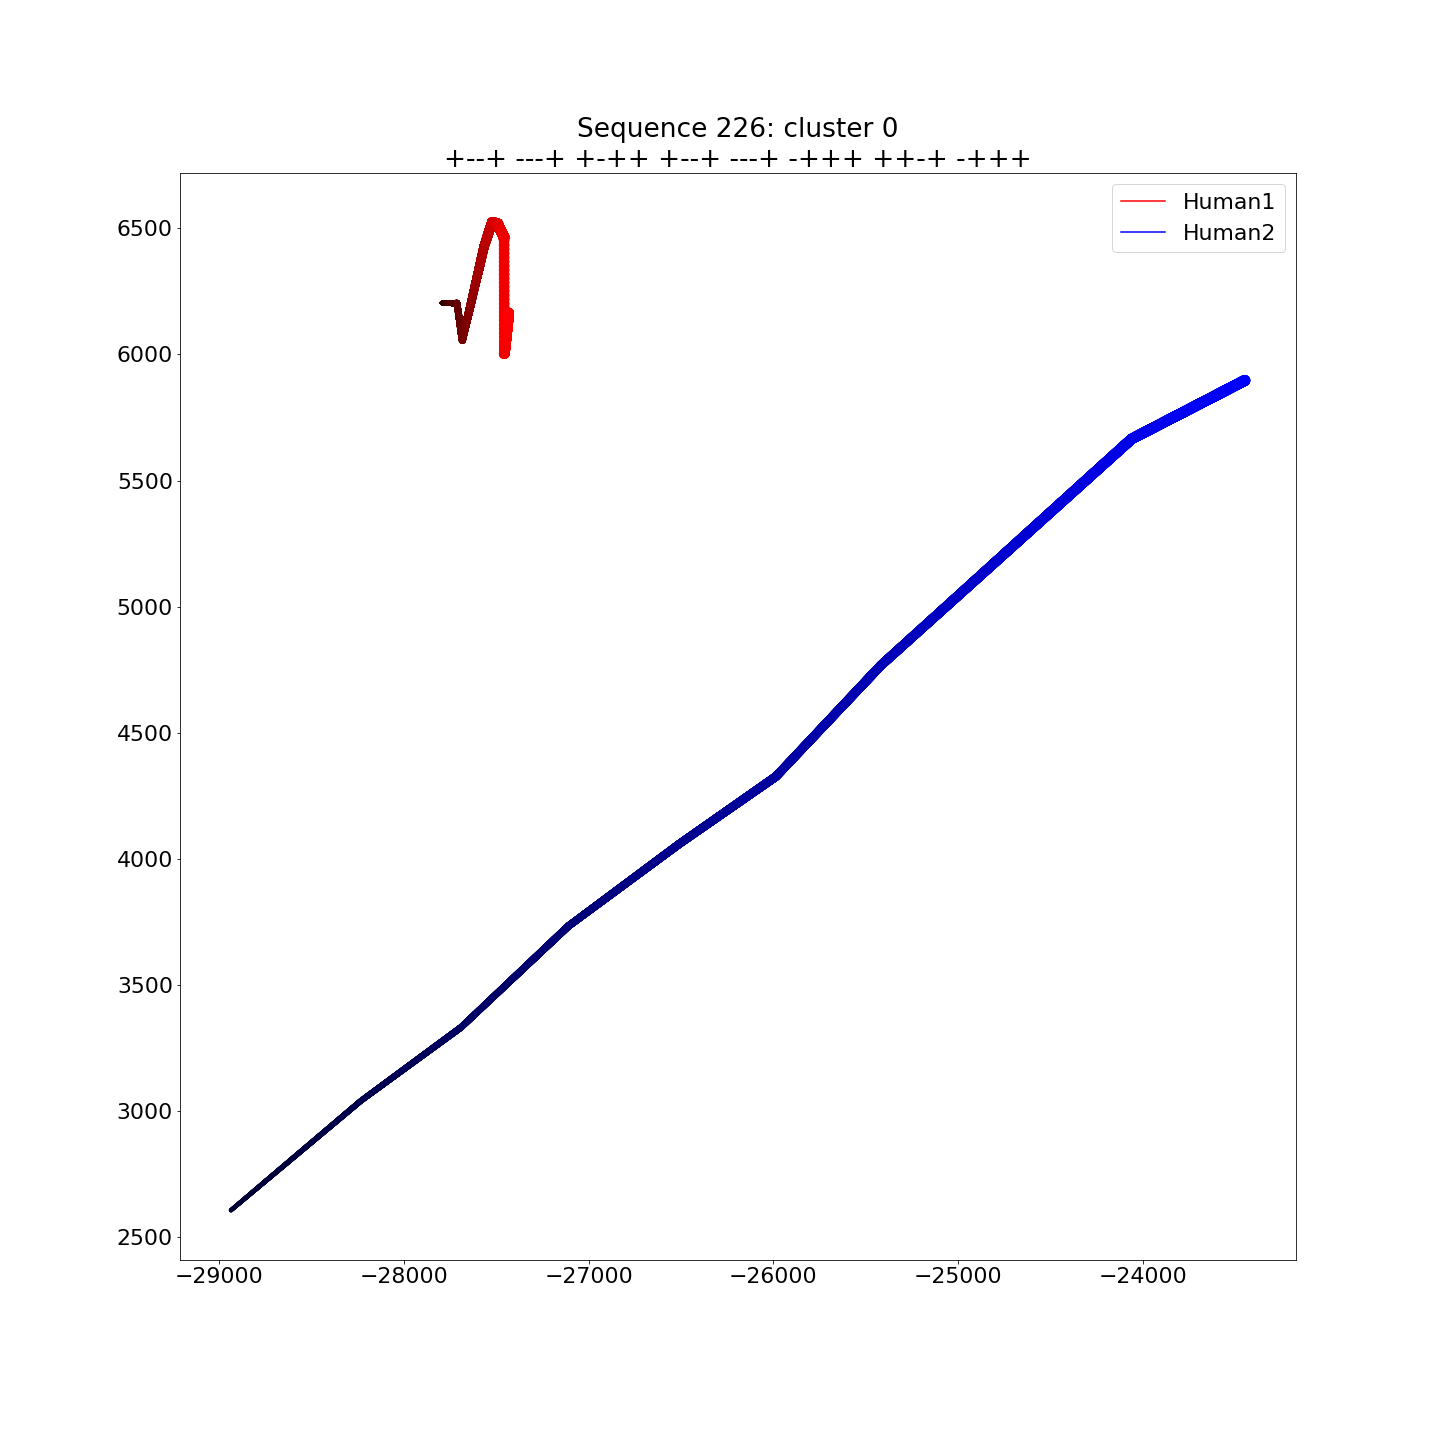 Sequence 226: cluster 0
+--+ ---+ +-++ +--+ ---+ -+++ ++-+ -+++
Human1
Human2
6500
6000
5500
5000
4500
4000
3500
3000
2500
−29000 −28000 −27000 −26000 −25000 −24000